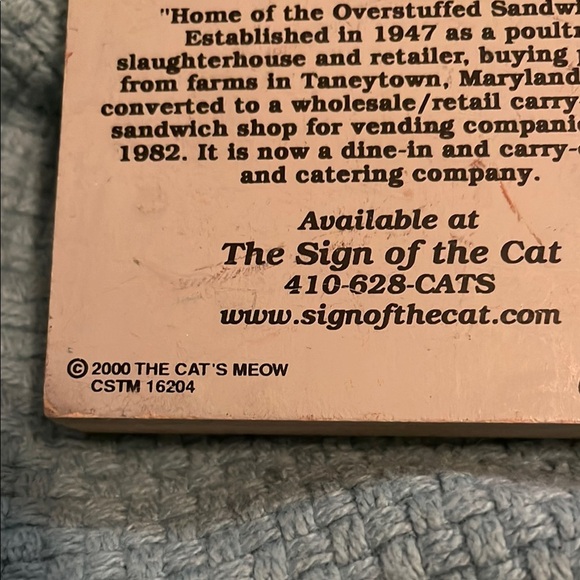 "Home of the Overstuffed
Established in 1947 as a
slaughterhouse and retailer, buying
from farms in Taneytown, Maryland
converted to a wholesale/retail
sandwich shop for vending
1982. It is now a dine-in and
and catering company.
Available at
The Sign of the Cat
410-628-CATS
www.signofthecat.com
© 2000 THE CAT'S MEOW
CSTM 16204